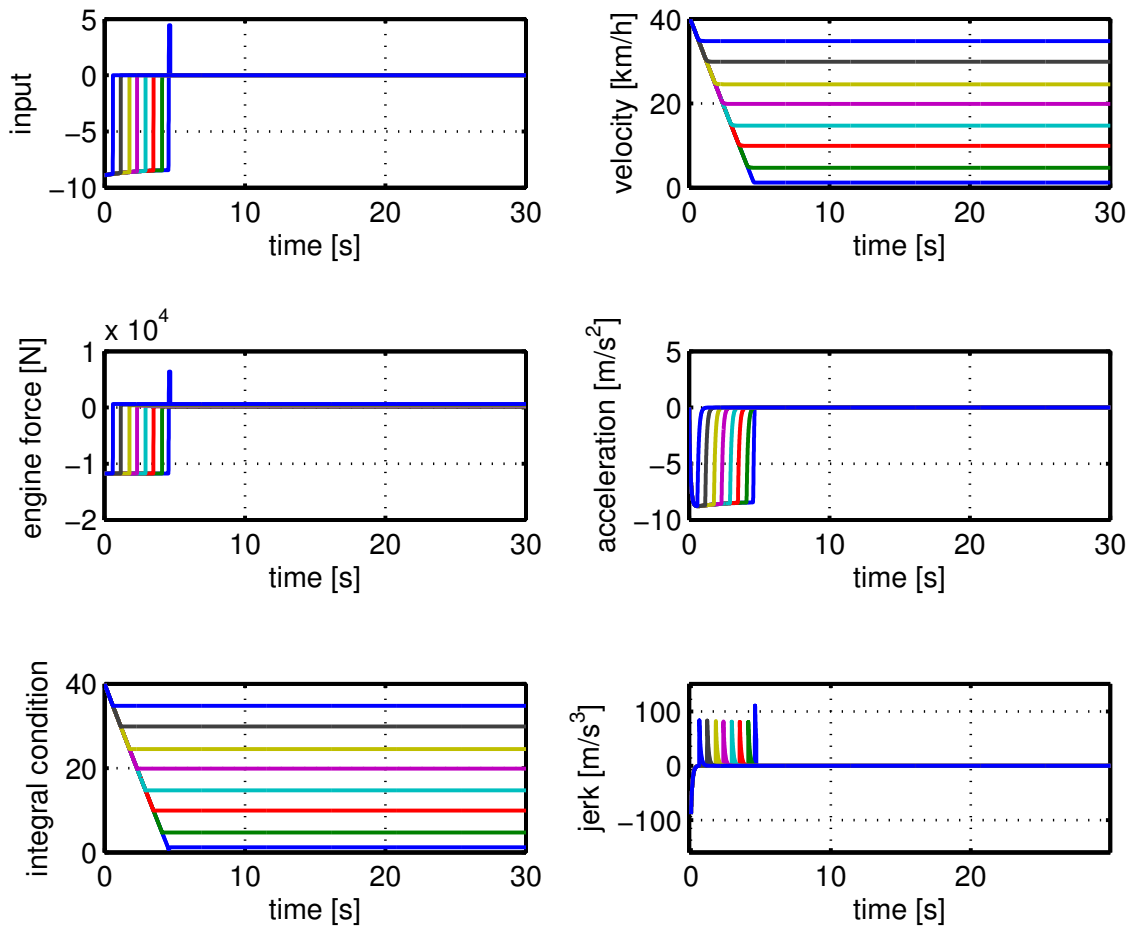 5
0
−5
−10
input
0 10 20 30
time [s]
40
20
0
velocity [km/h]
0 10 20 30
time [s]
x 10^4
1
0
−1
−2
engine force [N]
0 10 20 30
time [s]
5
0
−5
−10
acceleration [m/s^2]
0 10 20 30
time [s]
40
20
0
integral condition
0 10 20 30
time [s]
100
0
−100
jerk [m/s^3]
10 20
time [s]